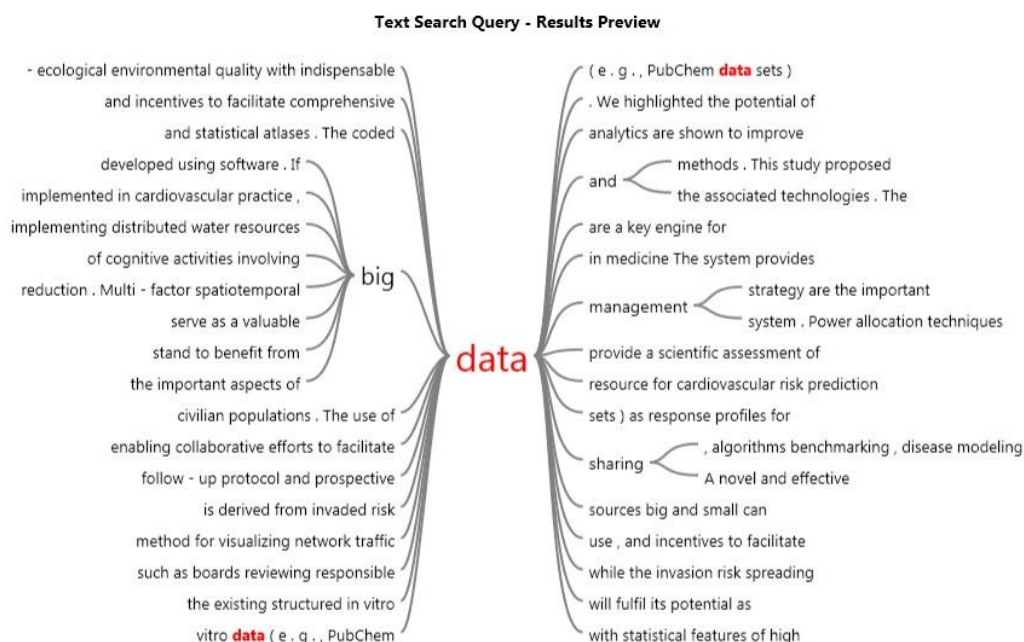 Text Search Query - Results Preview
- ecological environmental quality with indispensable
and incentives to facilitate comprehensive
and statistical atlases . The coded
developed using software . If
implemented in cardiovascular practice ,
implementing distributed water resources
of cognitive activities involving
reduction . Multi - factor spatiotemporal
serve as a valuable
stand to benefit from
the important aspects of
big
civilian populations . The use of
enabling collaborative efforts to facilitate
follow - up protocol and prospective
is derived from invaded risk
method for visualizing network traffic
such as boards reviewing responsible
the existing structured in vitro
vitro data ( e . g . , PubChem
data
( e . g . , PubChem data sets )
. We highlighted the potential of
analytics are shown to improve
and
methods . This study proposed
the associated technologies . The
are a key engine for
in medicine The system provides
management
strategy are the important
system . Power allocation techniques
provide a scientific assessment of
resource for cardiovascular risk prediction
sets ) as response profiles for
sharing
, algorithms benchmarking , disease modeling
A novel and effective
sources big and small can
use , and incentives to facilitate
while the invasion risk spreading
will fulfil its potential as
with statistical features of high